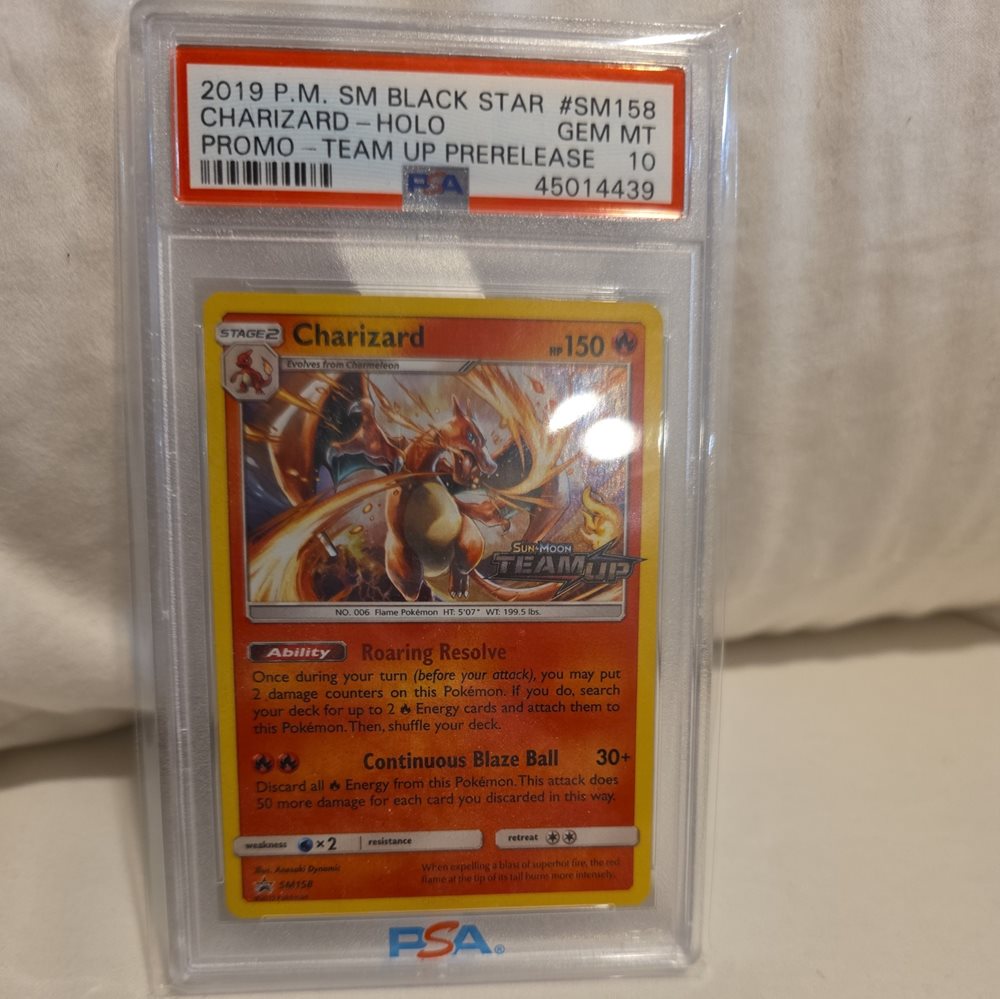 2019 P.M. SM BLACK STAR #SM158
CHARIZARD - HOLO GEM MT
PROMO - TEAM UP PRERELEASE 10
PSA 45014439
STAGE2 Charizard HP150
Evolves from Charmeleon
SUN & MOON
TEAM UP
NO. 006 Flame Pokémon HT: 5'07" WT: 199.5 lbs.
Ability Roaring Resolve
Once during your turn (before your attack), you may put
2 damage counters on this Pokémon. If you do, search
your deck for up to 2 Energy cards and attach them to
this Pokémon. Then, shuffle your deck.
Continuous Blaze Ball 30+
Discard all Energy from this Pokémon. This attack does
50 more damage for each card you discarded in this way.
weakness ×2 resistance retreat
Illus. Anesaki Dynamic
SM158
When expelling a blast of superhot fire, the red
flame at the tip of its tail burns more intensely.
PSA®